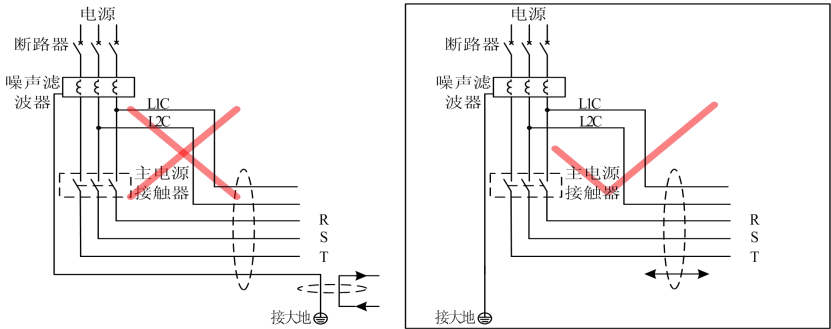 电源
断路器
噪声滤
波器
L1C
L2C
主电源
接触器
R
S
T
接大地
电源
断路器
噪声滤
波器
L1C
L2C
主电源
接触器
R
S
T
接大地